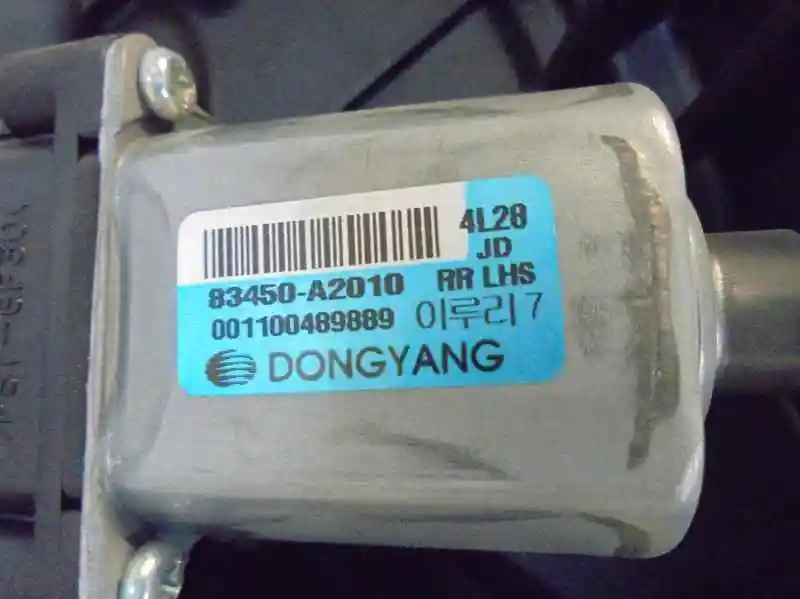 4L28
JD
83450-A2010 RR LHS
001100489889 이루리 7
DONGYANG